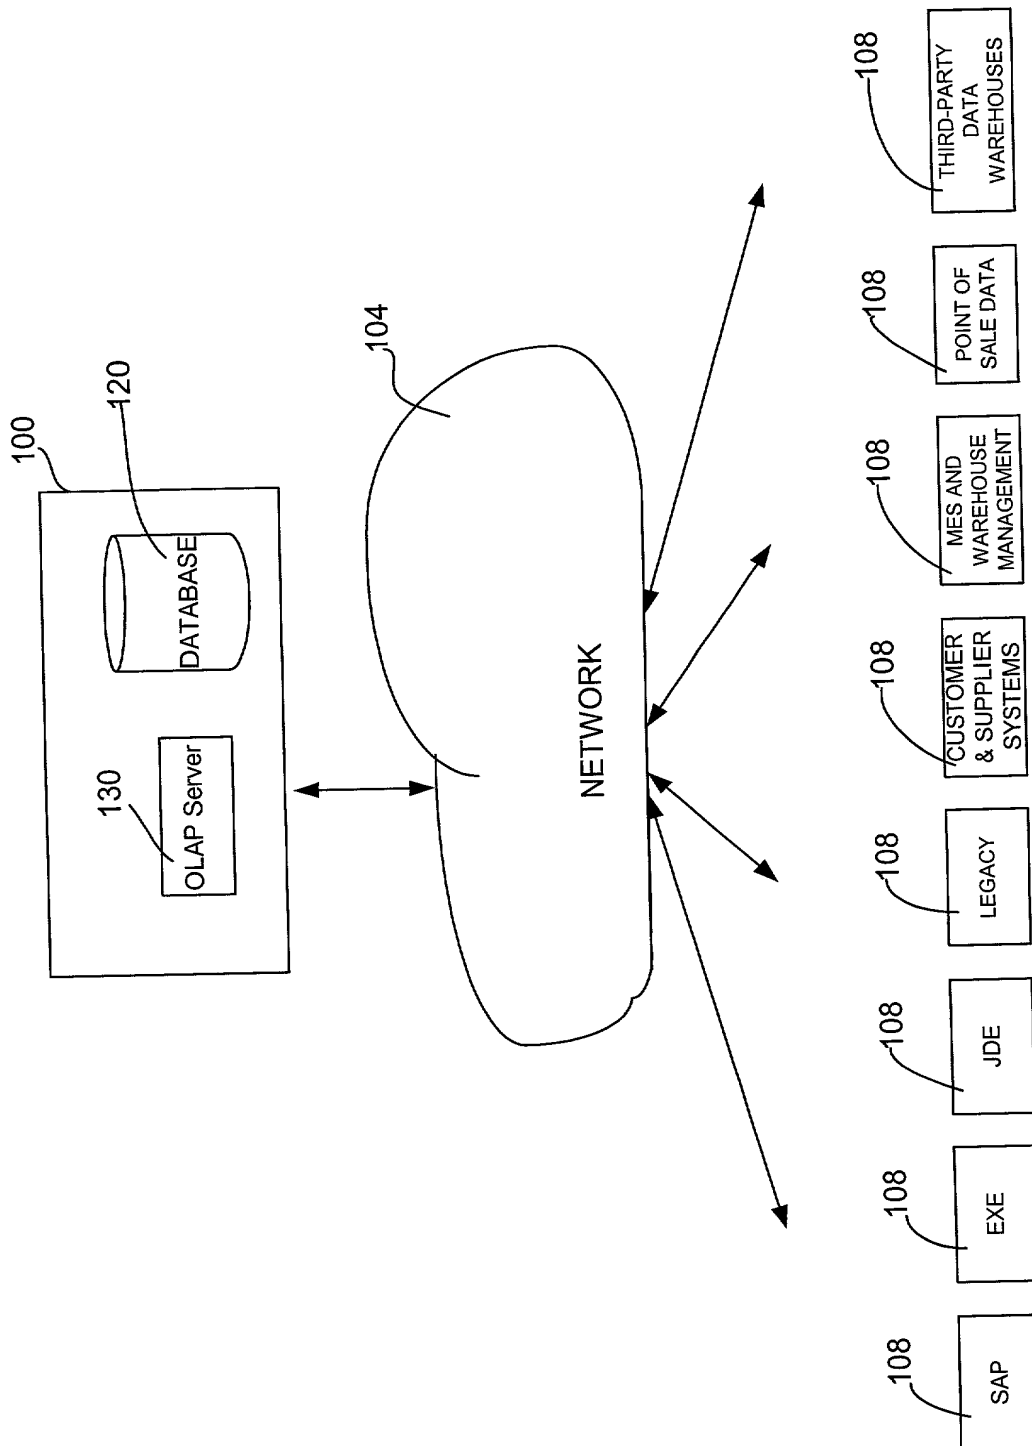 100
130
OLAP Server
120
DATABASE
104
NETWORK
108
SAP
108
EXE
108
JDE
108
LEGACY
108
CUSTOMER
& SUPPLIER
SYSTEMS
108
MES AND
WAREHOUSE
MANAGEMENT
108
POINT OF
SALE DATA
108
THIRD-PARTY
DATA
WAREHOUSES